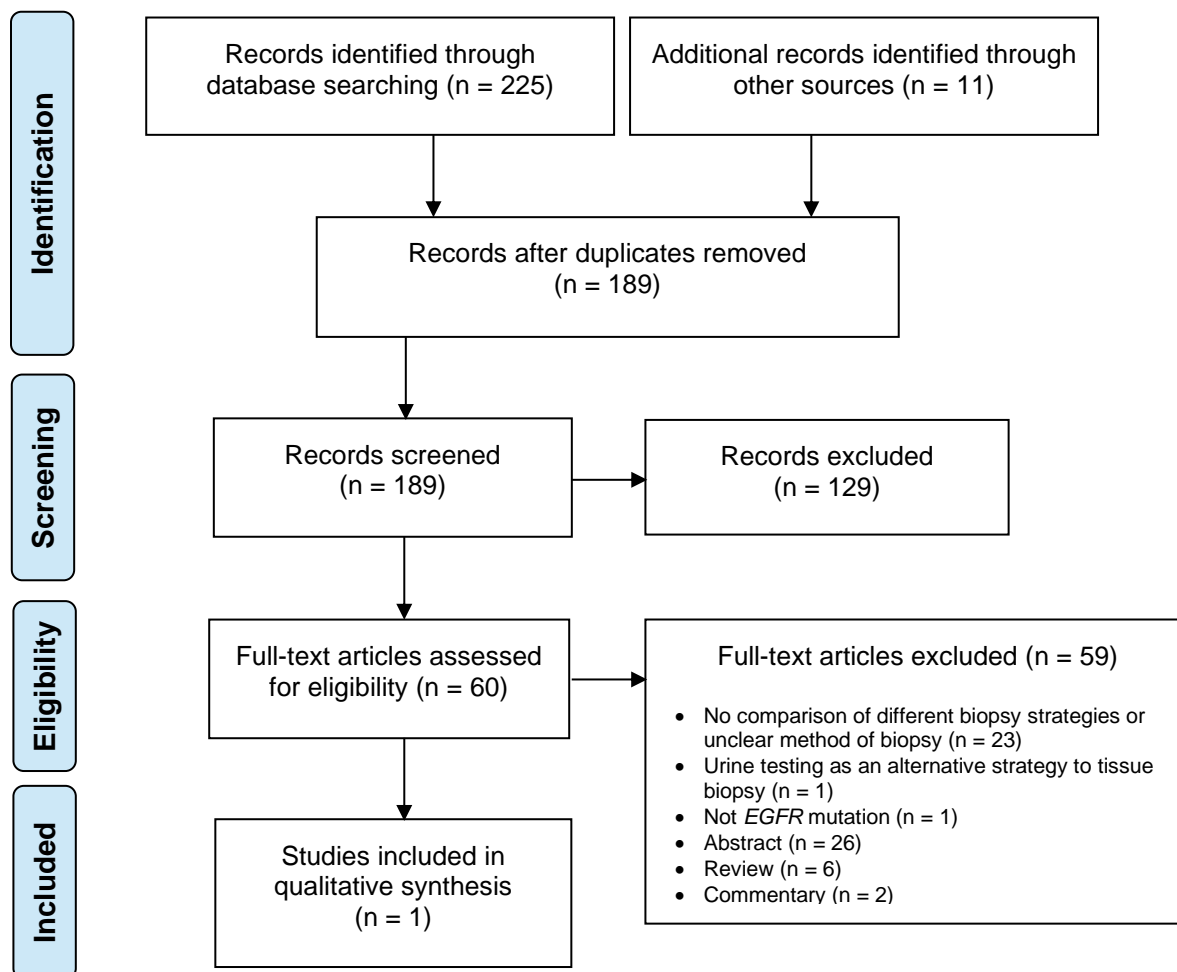 Identification
Records identified through
database searching (n = 225)
Additional records identified through
other sources (n = 11)
Records after duplicates removed
(n = 189)
Screening
Records screened
(n = 189)
Records excluded
(n = 129)
Eligibility
Full-text articles assessed
for eligibility (n = 60)
Full-text articles excluded (n = 59)
• No comparison of different biopsy strategies or
unclear method of biopsy (n = 23)
• Urine testing as an alternative strategy to tissue
biopsy (n = 1)
• Not EGFR mutation (n = 1)
• Abstract (n = 26)
• Review (n = 6)
• Commentary (n = 2)
Included
Studies included in
qualitative synthesis
(n = 1)